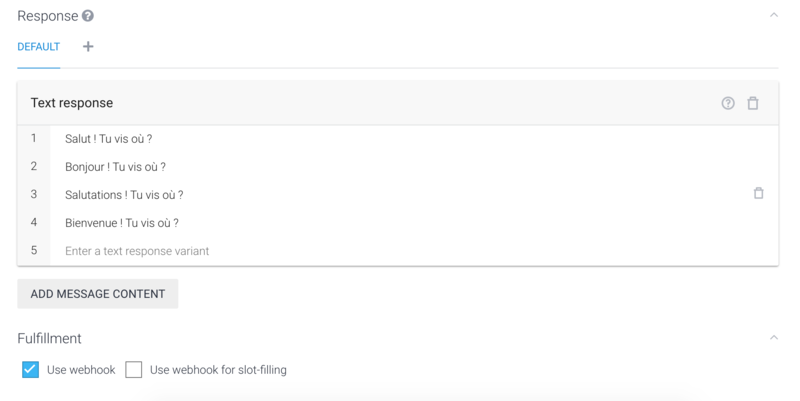 Response
DEFAULT +
Text response
1 Salut ! Tu vis où ?
2 Bonjour ! Tu vis où ?
3 Salutations ! Tu vis où ?
4 Bienvenue ! Tu vis où ?
5 Enter a text response variant
ADD MESSAGE CONTENT
Fulfillment
Use webhook Use webhook for slot-filling